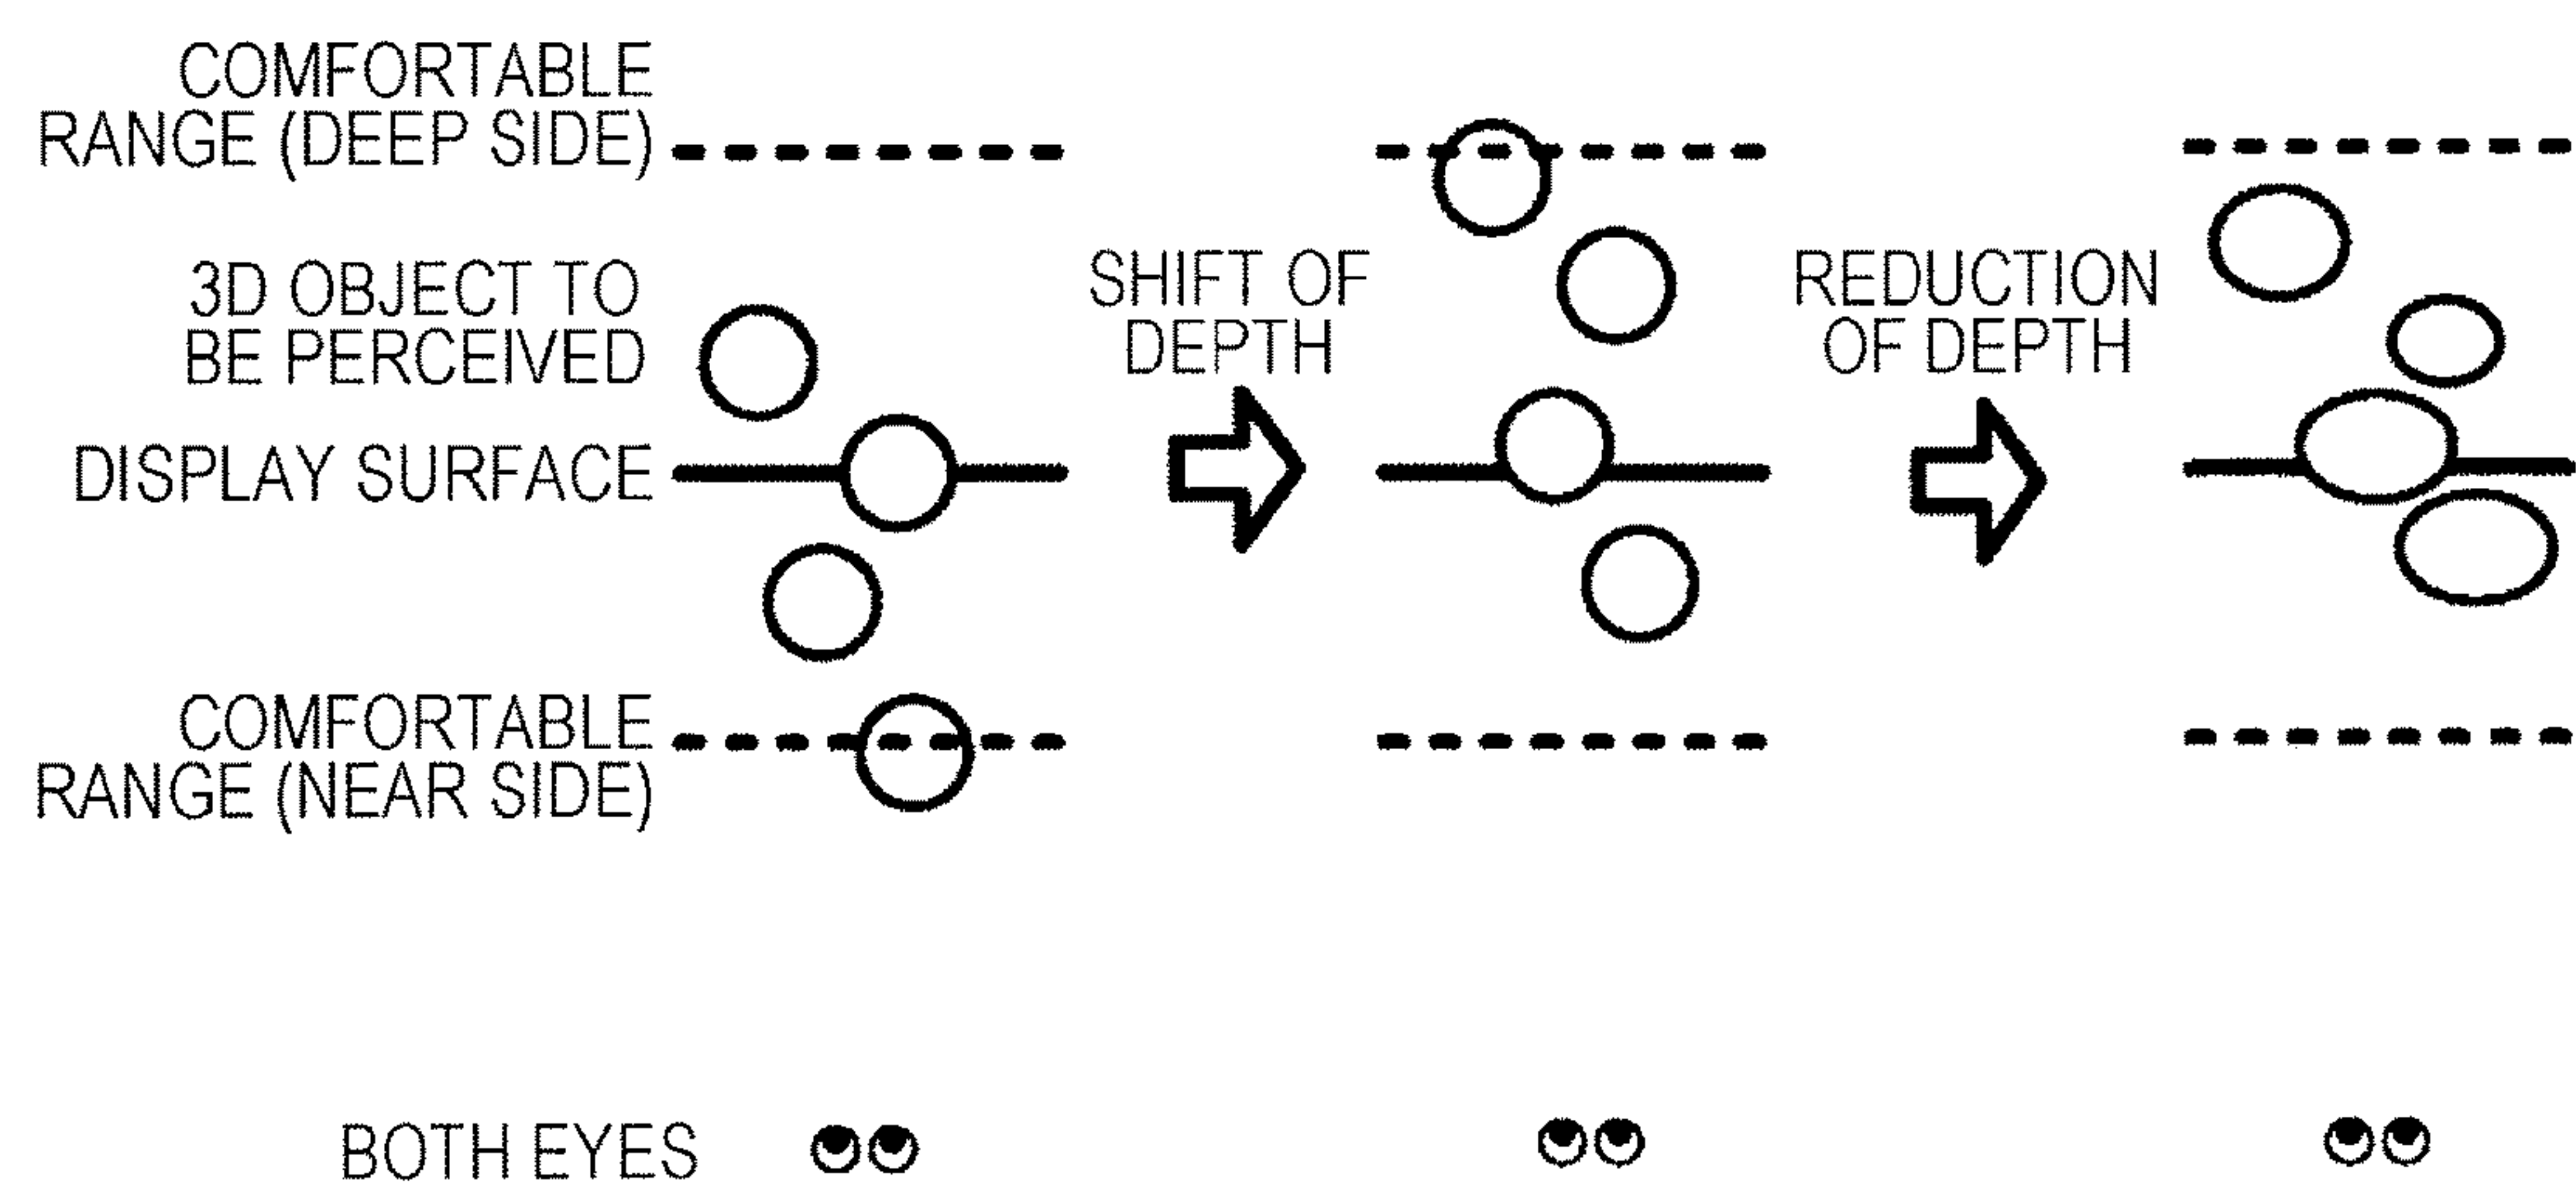 COMFORTABLE
RANGE (DEEP SIDE)
3D OBJECT TO
BE PERCEIVED
SHIFT OF
DEPTH
REDUCTION
OF DEPTH
DISPLAY SURFACE
COMFORTABLE
RANGE (NEAR SIDE)
BOTH EYES